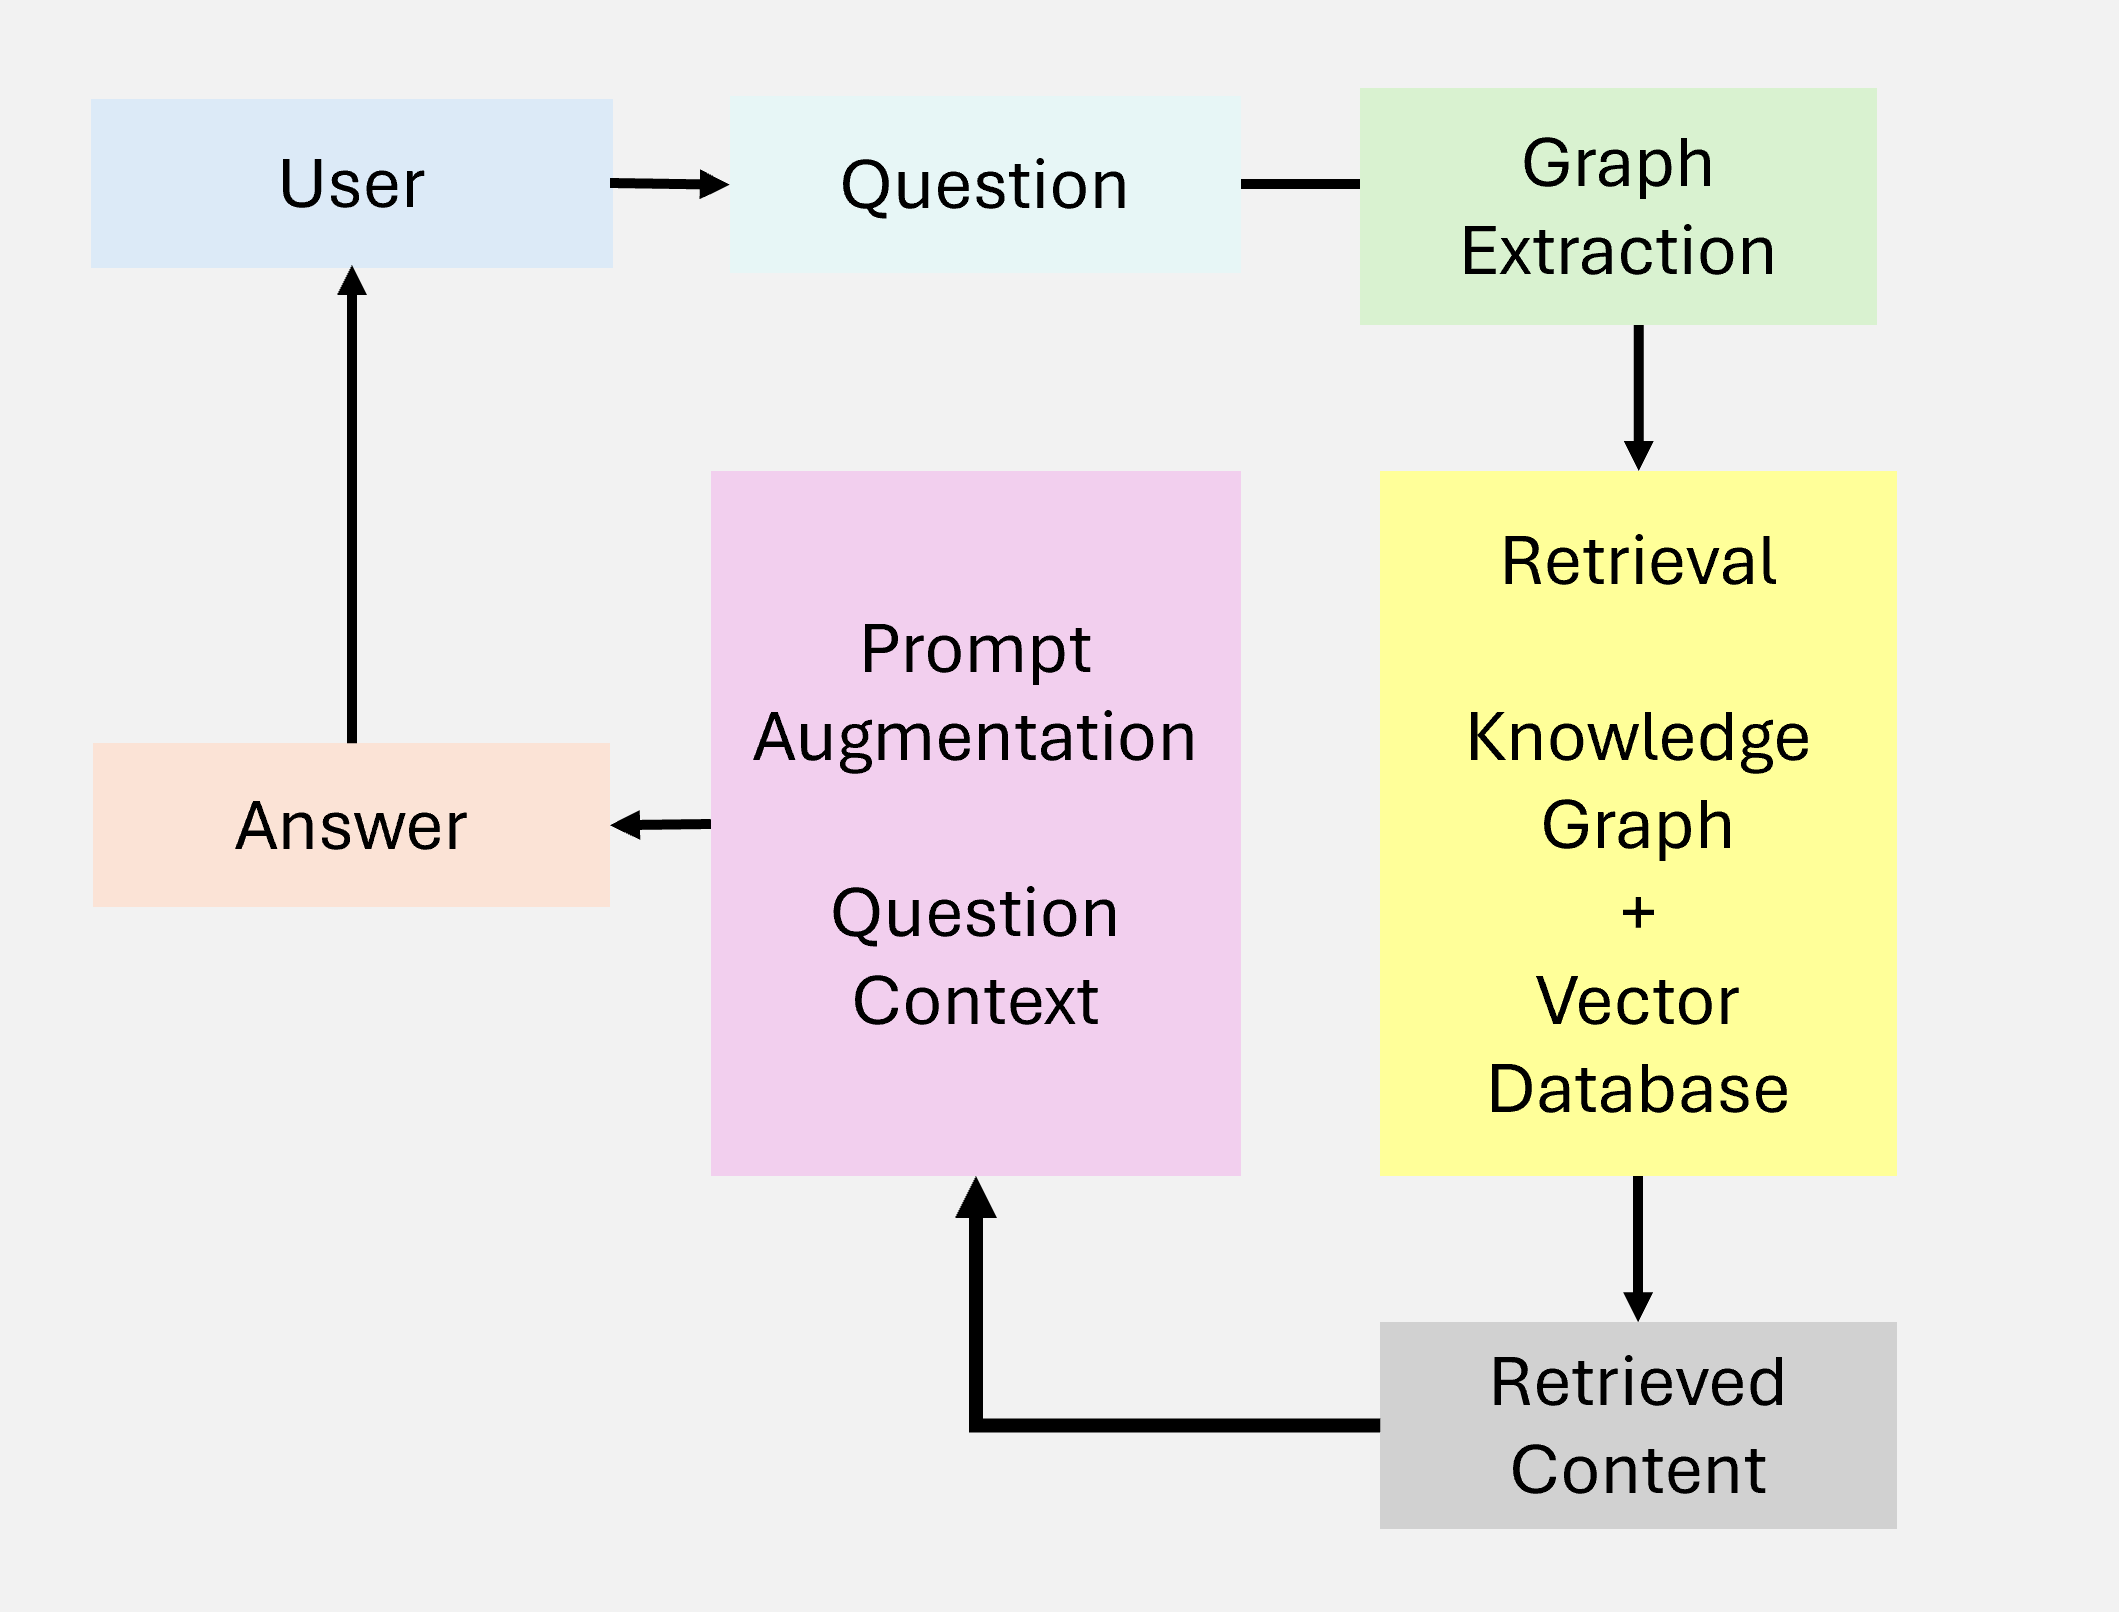 User
Question
Graph
Extraction
Prompt
Augmentation
Question
Context
Retrieval
Knowledge
Graph
+
Vector
Database
Answer
Retrieved
Content